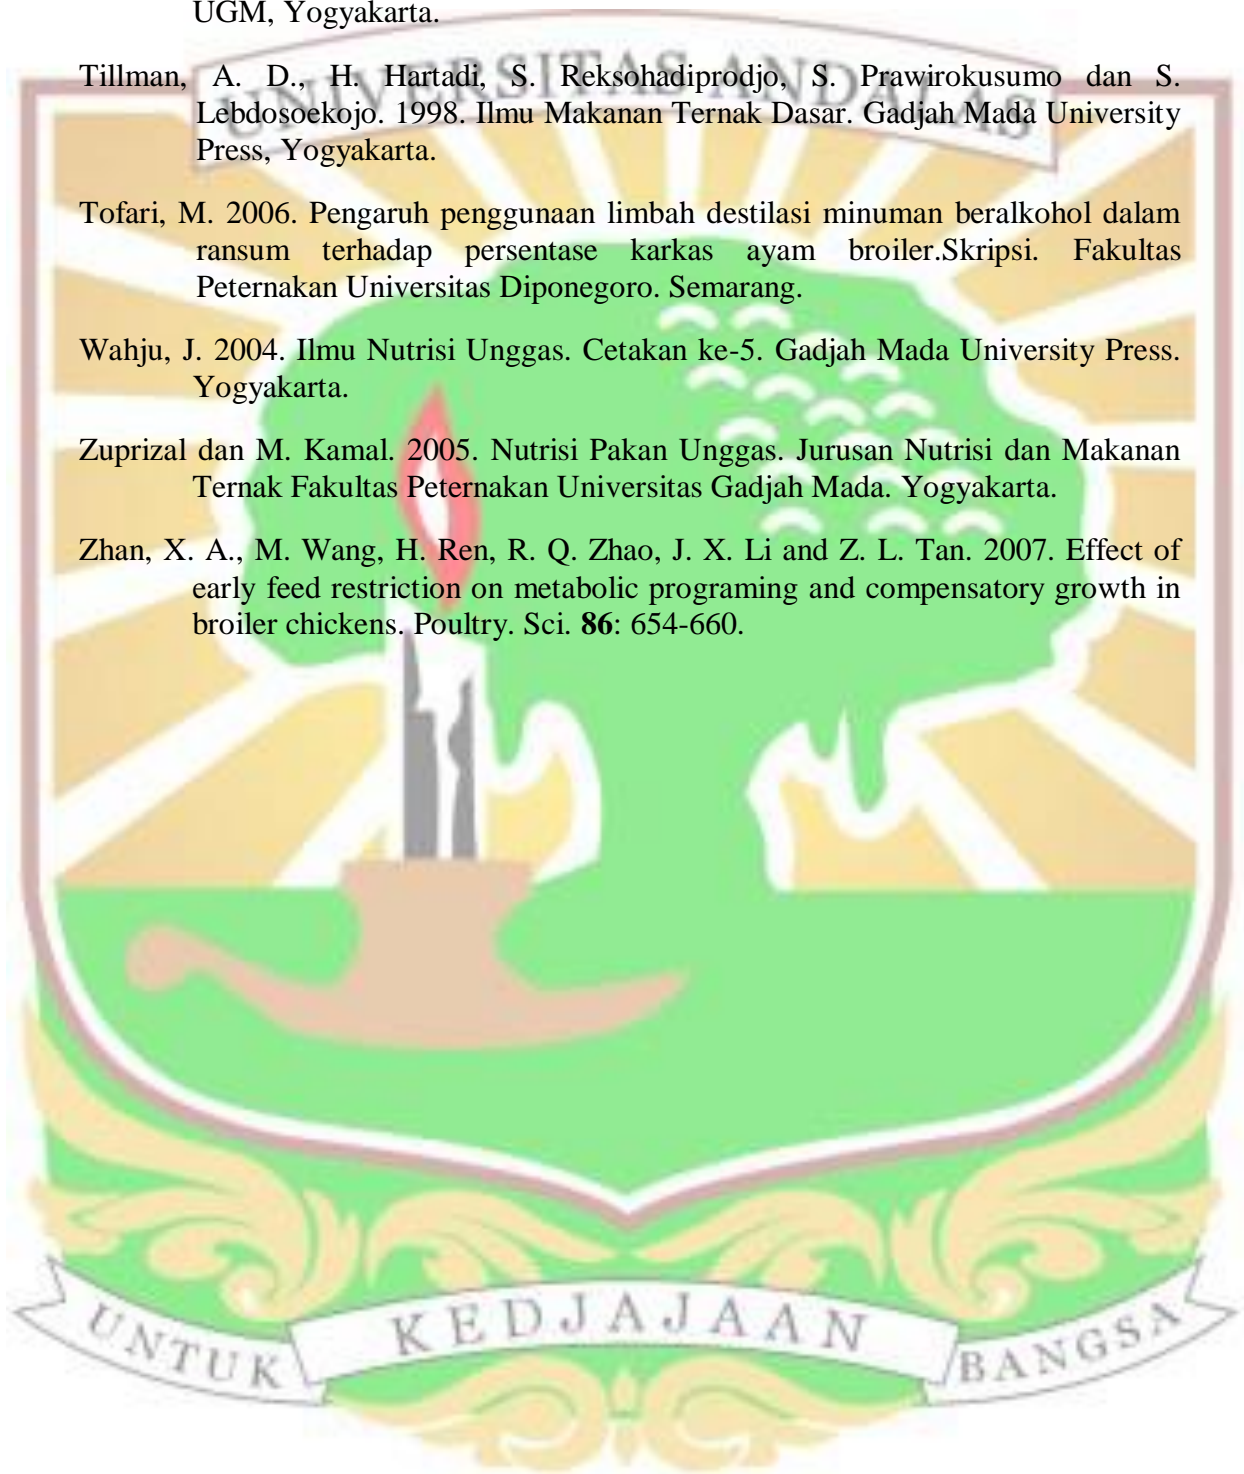 UGM, Yogyakarta.
UNIVERSITAS ANDALAS
Tillman, A. D., H. Hartadi, S. Reksohadiprodjo, S. Prawirokusumo dan S.
Lebdosoekojo. 1998. Ilmu Makanan Ternak Dasar. Gadjah Mada University
Press, Yogyakarta.
Tofari, M. 2006. Pengaruh penggunaan limbah destilasi minuman beralkohol dalam
ransum terhadap persentase karkas ayam broiler.Skripsi. Fakultas
Peternakan Universitas Diponegoro. Semarang.
Wahju, J. 2004. Ilmu Nutrisi Unggas. Cetakan ke-5. Gadjah Mada University Press.
Yogyakarta.
Zuprizal dan M. Kamal. 2005. Nutrisi Pakan Unggas. Jurusan Nutrisi dan Makanan
Ternak Fakultas Peternakan Universitas Gadjah Mada. Yogyakarta.
Zhan, X. A., M. Wang, H. Ren, R. Q. Zhao, J. X. Li and Z. L. Tan. 2007. Effect of
early feed restriction on metabolic programing and compensatory growth in
broiler chickens. Poultry. Sci. 86: 654-660.
UNTUK KEDJAJAAN BANGSA